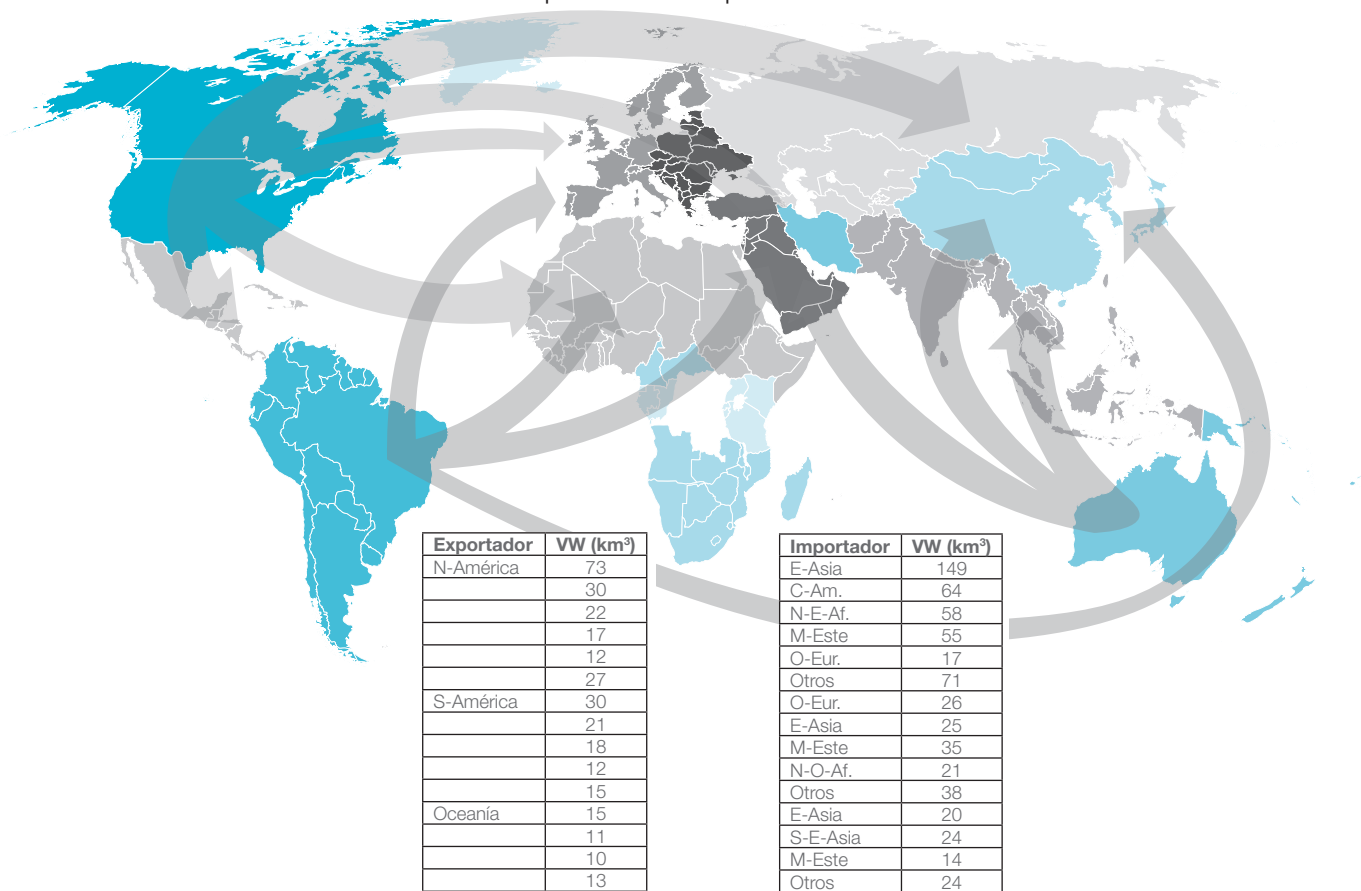 Exportador VW (km³)
N-América 73
30
22
17
12
27
S-América 30
21
18
12
15
Oceanía 15
11
10
13
Importador VW (km³)
E-Asia 149
C-Am. 64
N-E-Af. 58
M-Este 55
O-Eur. 17
Otros 71
O-Eur. 26
E-Asia 25
M-Este 35
N-O-Af. 21
Otros 38
E-Asia 20
S-E-Asia 24
M-Este 14
Otros 24